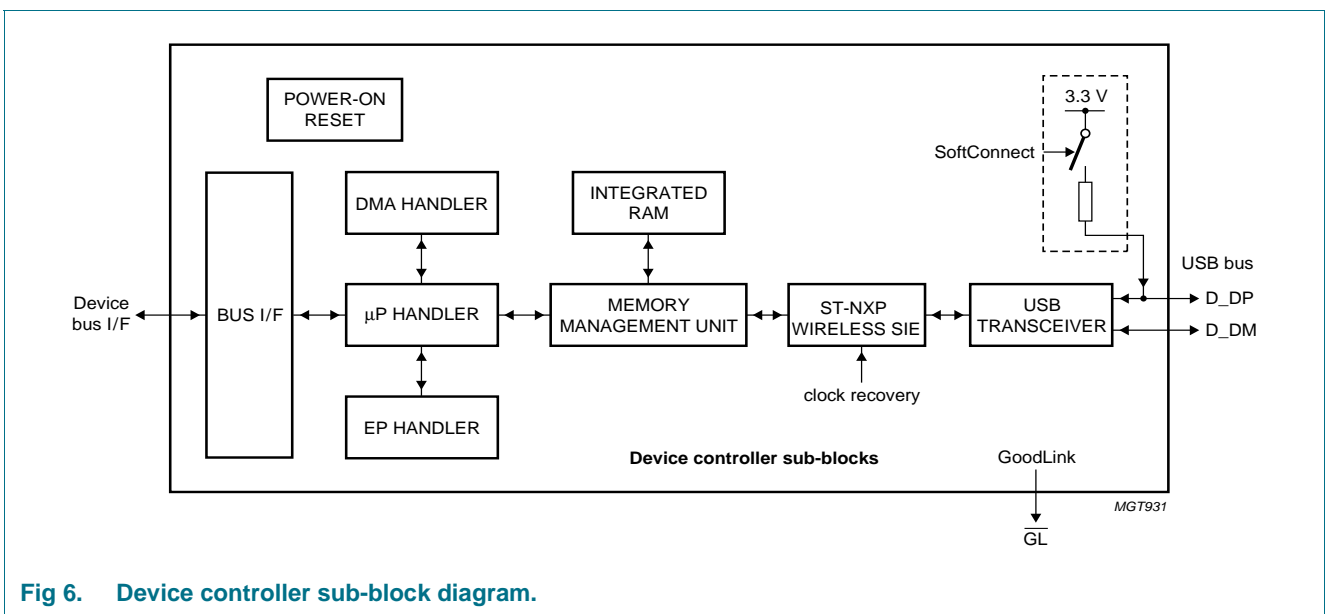 POWER-ON
RESET
3.3 V
SoftConnect
DMA HANDLER
INTEGRATED
RAM
USB bus
Device
bus I/F
BUS I/F
μP HANDLER
MEMORY
MANAGEMENT UNIT
ST-NXP
WIRELESS SIE
USB
TRANSCEIVER
D_DP
D_DM
clock recovery
EP HANDLER
Device controller sub-blocks
GoodLink
MGT931
GL
Fig 6. Device controller sub-block diagram.